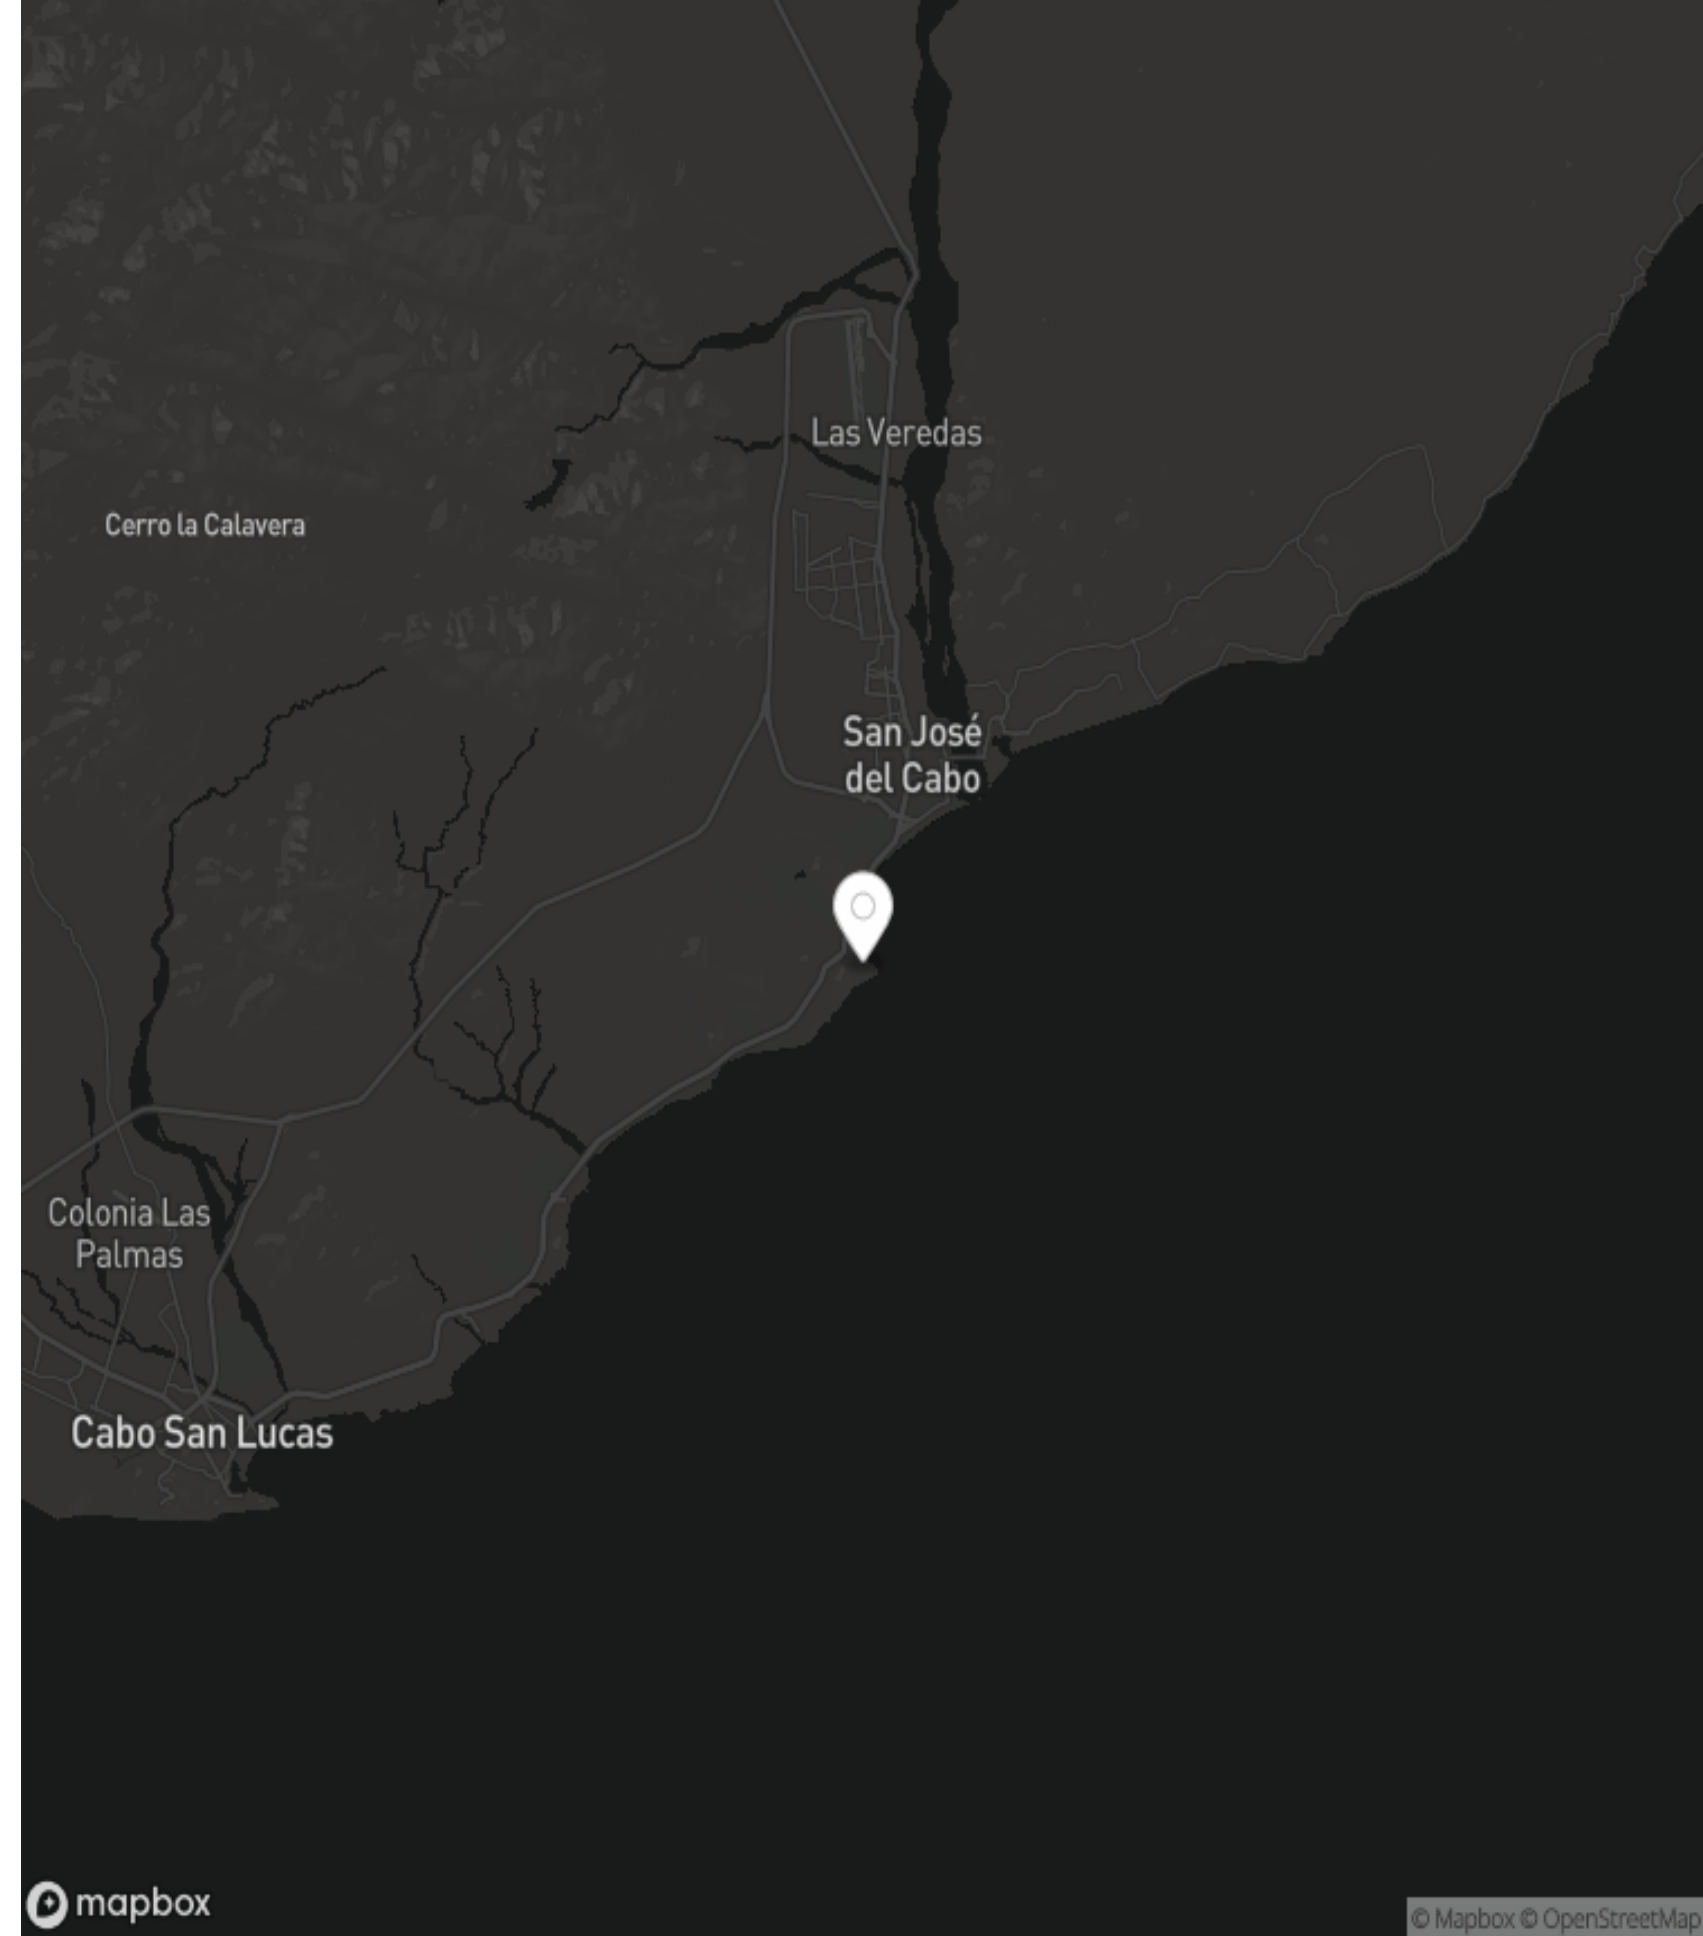 Las Veredas
Cerro la Calavera
San José
del Cabo
Colonia Las
Palmas
Cabo San Lucas
mapbox
© Mapbox © OpenStreetMap